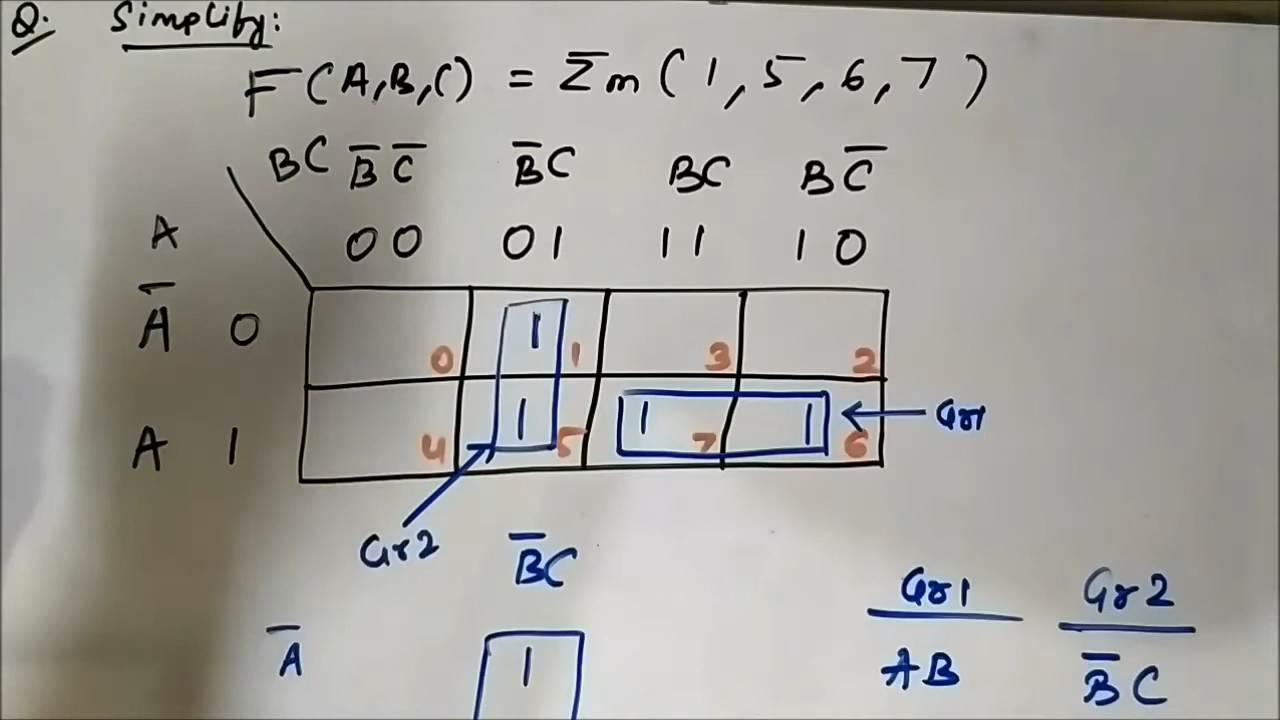 Q. Simplify:
F(A,B,C) = Σm(1,5,6,7)
BC B̅C̅ B̅C BC BC̅
A 00 01 11 10
A̅ 0 1
0 1 3 2
A 1 1 1 1 ← Gr1
4 5 7 6
Gr2 B̅C
Gr1 Gr2
A̅ 1 AB B̅C